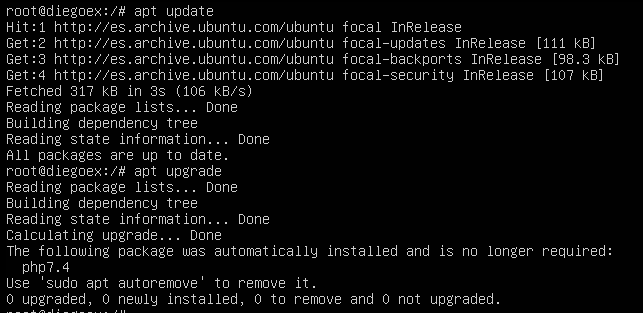 root@diegoex:/# apt update
Hit:1 http://es.archive.ubuntu.com/ubuntu focal InRelease
Get:2 http://es.archive.ubuntu.com/ubuntu focal-updates InRelease [111 kB]
Get:3 http://es.archive.ubuntu.com/ubuntu focal-backports InRelease [98.3 kB]
Get:4 http://es.archive.ubuntu.com/ubuntu focal-security InRelease [107 kB]
Fetched 317 kB in 3s (106 kB/s)
Reading package lists... Done
Building dependency tree
Reading state information... Done
All packages are up to date.
root@diegoex:/# apt upgrade
Reading package lists... Done
Building dependency tree
Reading state information... Done
Calculating upgrade... Done
The following package was automatically installed and is no longer required:
  php7.4
Use 'sudo apt autoremove' to remove it.
0 upgraded, 0 newly installed, 0 to remove and 0 not upgraded.
root@diegoex:/#